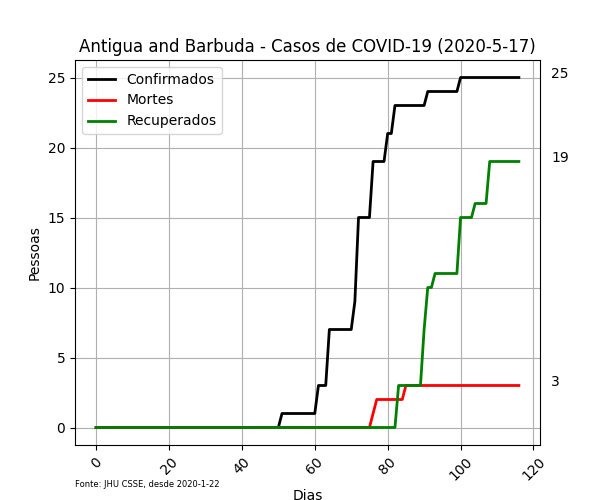 Antigua and Barbuda - Casos de COVID-19 (2020-5-17)
Confirmados
Mortes
Recuperados
25
20
15
10
5
0
Pessoas
25
19
3
0 20 40 60 80 100 120
Fonte: JHU CSSE, desde 2020-1-22
Dias